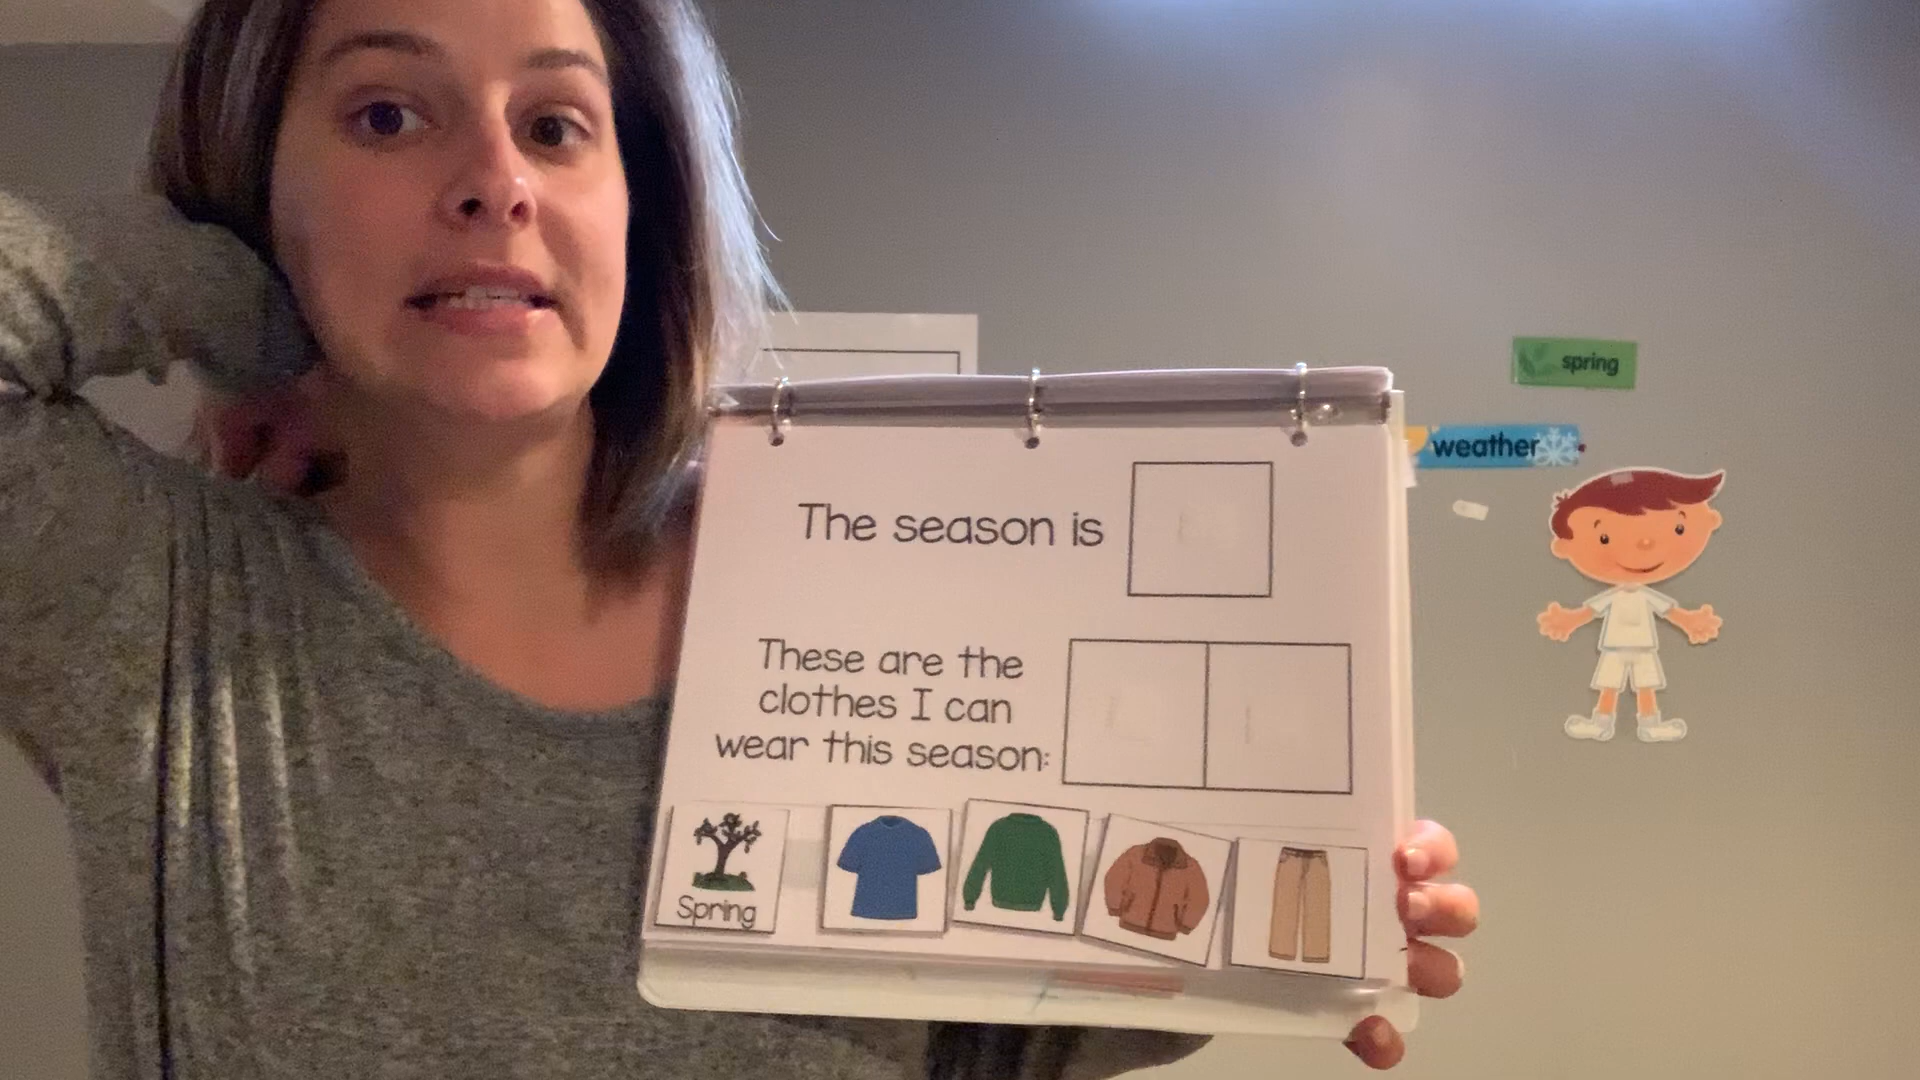 spring
weather
The season is
These are the
clothes I can
wear this season:
Spring